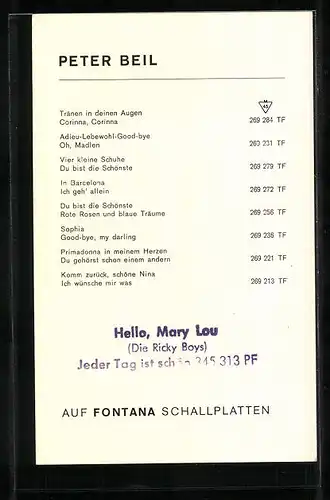 PETER BEIL
45
Tränen in deinen Augen
Corinna, Corinna 269 284 TF
Adieu-Lebewohl-Good-bye
Oh, Madlen 269 231 TF
Vier kleine Schuhe
Du bist die Schönste 269 279 TF
In Barcelona
Ich geh' allein 269 272 TF
Du bist die Schönste
Rote Rosen und blaue Träume 269 256 TF
Sophia
Good-bye, my darling 269 238 TF
Primadonna in meinem Herzen
Du gehörst schon einem andern 269 221 TF
Komm zurück, schöne Nina
Ich wünsche mir was 269 213 TF
Hello, Mary Lou
(Die Ricky Boys)
Jeder Tag ist schön 345 313 PF
AUF FONTANA SCHALLPLATTEN